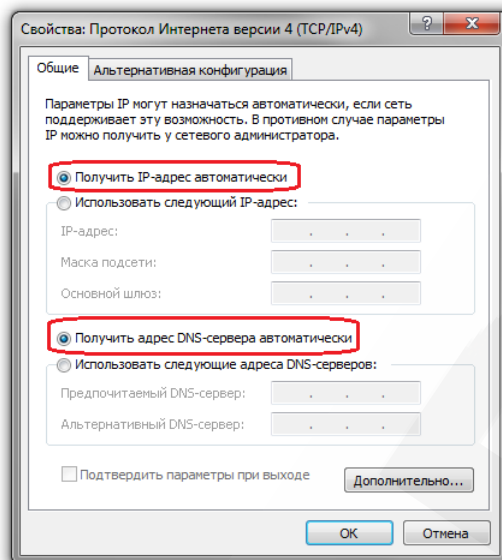 Свойства: Протокол Интернета версии 4 (TCP/IPv4)
Общие
Альтернативная конфигурация
Параметры IP могут назначаться автоматически, если сеть
поддерживает эту возможность. В противном случае параметры
IP можно получить у сетевого администратора.
Получить IP-адрес автоматически
Использовать следующий IP-адрес:
IP-адрес:
Маска подсети:
Основной шлюз:
Получить адрес DNS-сервера автоматически
Использовать следующие адреса DNS-серверов:
Предпочитаемый DNS-сервер:
Альтернативный DNS-сервер:
Подтвердить параметры при выходе
Дополнительно...
ОК
Отмена